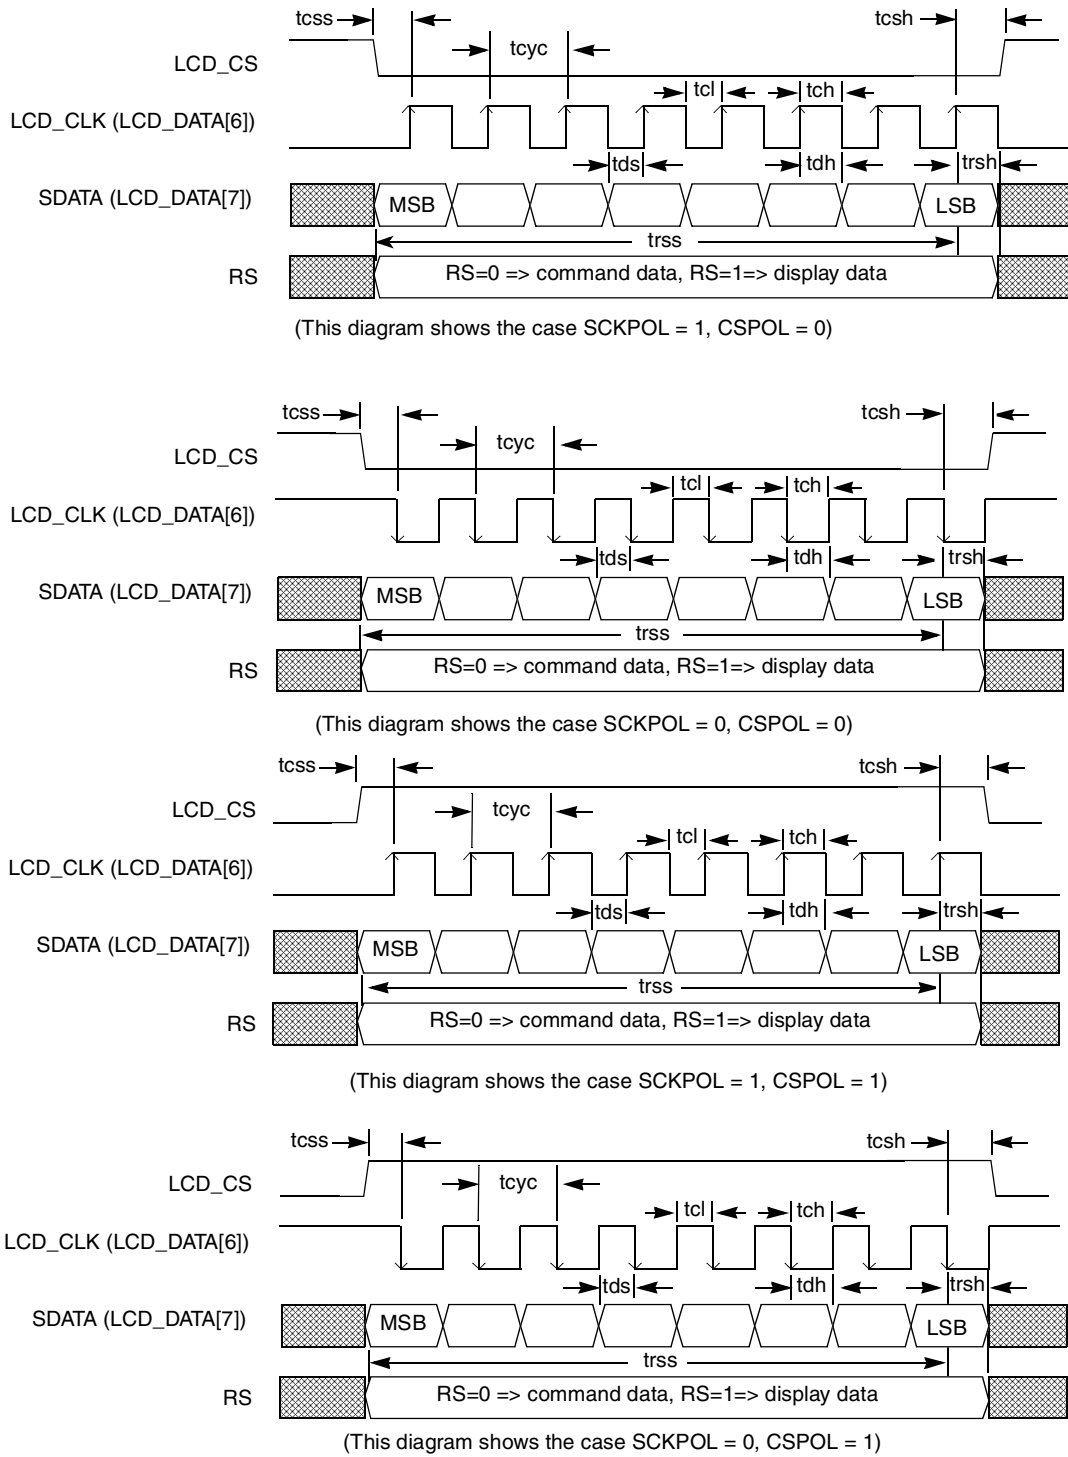 tcss
tcsh
tcyc
LCD_CS
tcl
tch
LCD_CLK (LCD_DATA[6])
tds
tdh
trsh
SDATA (LCD_DATA[7])
MSB
LSB
trss
RS
RS=0 => command data, RS=1=> display data
(This diagram shows the case SCKPOL = 1, CSPOL = 0)
tcss
tcsh
tcyc
LCD_CS
tcl
tch
LCD_CLK (LCD_DATA[6])
tds
tdh
trsh
SDATA (LCD_DATA[7])
MSB
LSB
trss
RS
RS=0 => command data, RS=1=> display data
(This diagram shows the case SCKPOL = 0, CSPOL = 0)
tcss
tcsh
LCD_CS
tcyc
tcl
tch
LCD_CLK (LCD_DATA[6])
tds
tdh
trsh
SDATA (LCD_DATA[7])
MSB
LSB
trss
RS
RS=0 => command data, RS=1=> display data
(This diagram shows the case SCKPOL = 1, CSPOL = 1)
tcss
tcsh
LCD_CS
tcyc
tcl
tch
LCD_CLK (LCD_DATA[6])
tds
tdh
trsh
SDATA (LCD_DATA[7])
MSB
LSB
trss
RS
RS=0 => command data, RS=1=> display data
(This diagram shows the case SCKPOL = 0, CSPOL = 1)